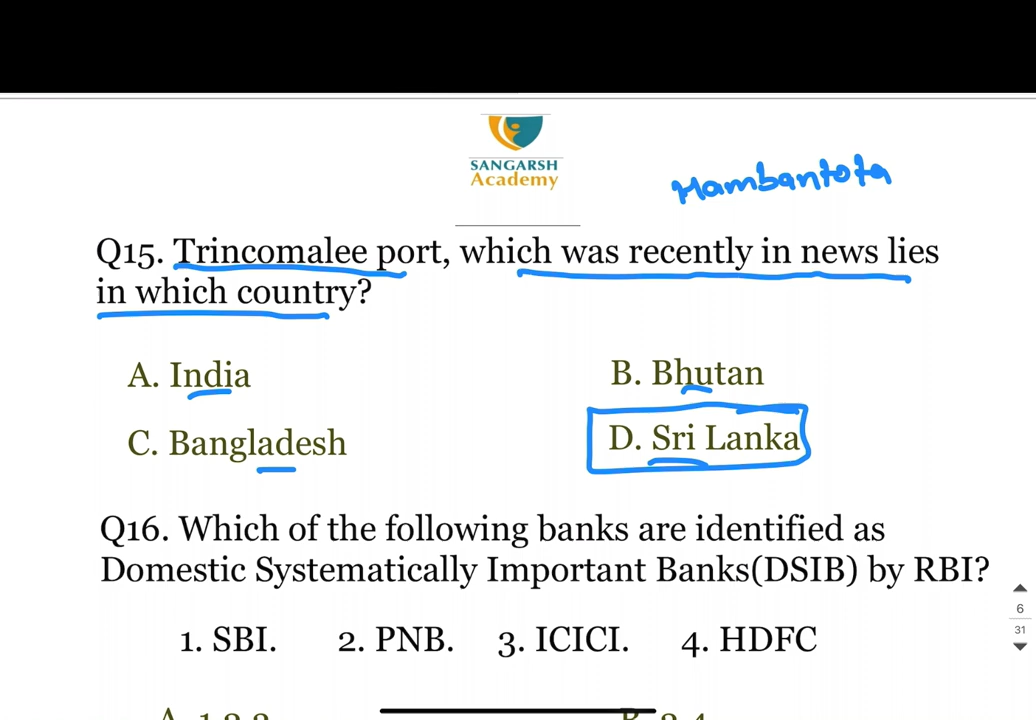 SANGARSH
Academy
Hambantota
Q15. Trincomalee port, which was recently in news lies
in which country?
A. India
B. Bhutan
C. Bangladesh
D. Sri Lanka
Q16. Which of the following banks are identified as
Domestic Systematically Important Banks(DSIB) by RBI?
6
31
1. SBI. 2. PNB. 3. ICICI. 4. HDFC